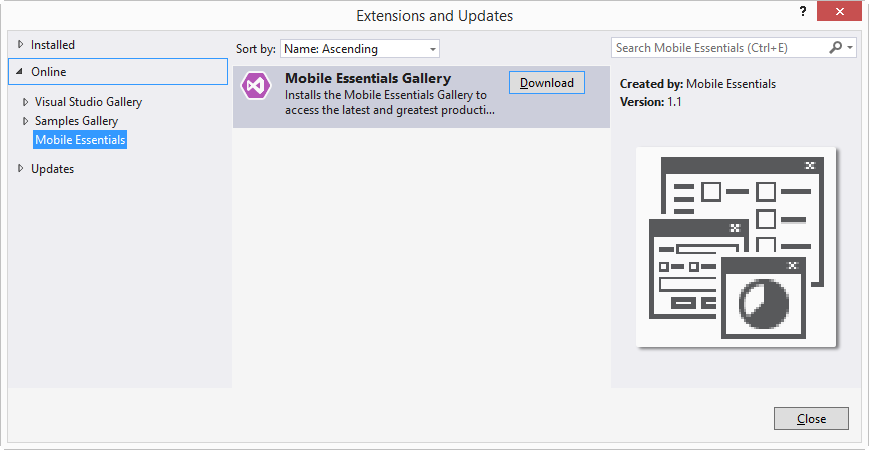 Extensions and Updates
?
Installed
Online
Visual Studio Gallery
Samples Gallery
Mobile Essentials
Updates
Sort by: Name: Ascending
Mobile Essentials Gallery
Installs the Mobile Essentials Gallery to
access the latest and greatest producti...
Download
Search Mobile Essentials (Ctrl+E)
Created by: Mobile Essentials
Version: 1.1
Close